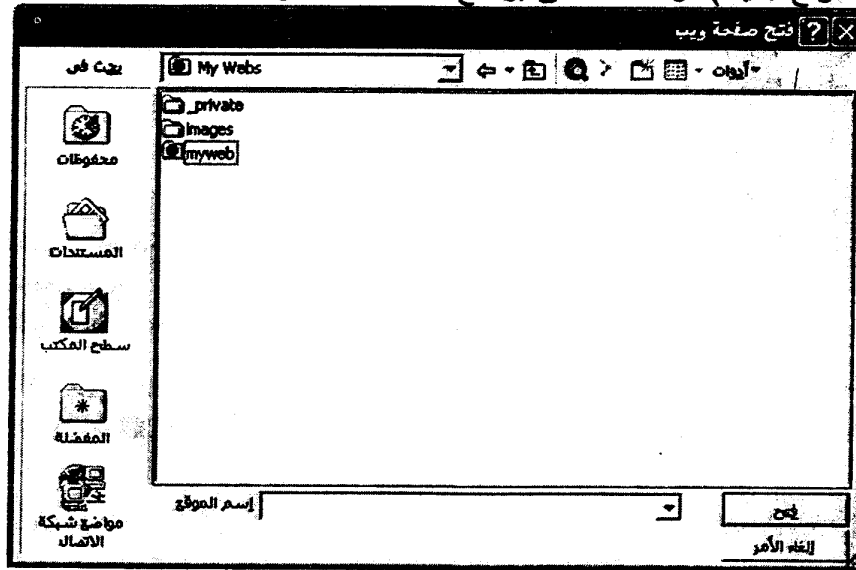 فتح صفحة ويب
بحث في
My Webs
أدوات
_private
images
myweb
محفوظات
المستندات
سطح المكتب
المفضلة
مواضع شبكة
الاتصال
إسم الموقع
فتح
إلغاء الأمر